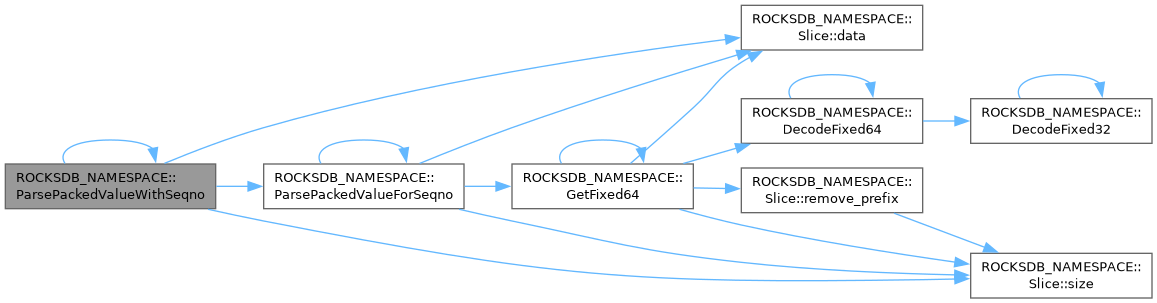 ROCKSDB_NAMESPACE::
ParsePackedValueWithSeqno
ROCKSDB_NAMESPACE::
ParsePackedValueForSeqno
ROCKSDB_NAMESPACE::
GetFixed64
ROCKSDB_NAMESPACE::
Slice::data
ROCKSDB_NAMESPACE::
DecodeFixed64
ROCKSDB_NAMESPACE::
DecodeFixed32
ROCKSDB_NAMESPACE::
Slice::remove_prefix
ROCKSDB_NAMESPACE::
Slice::size